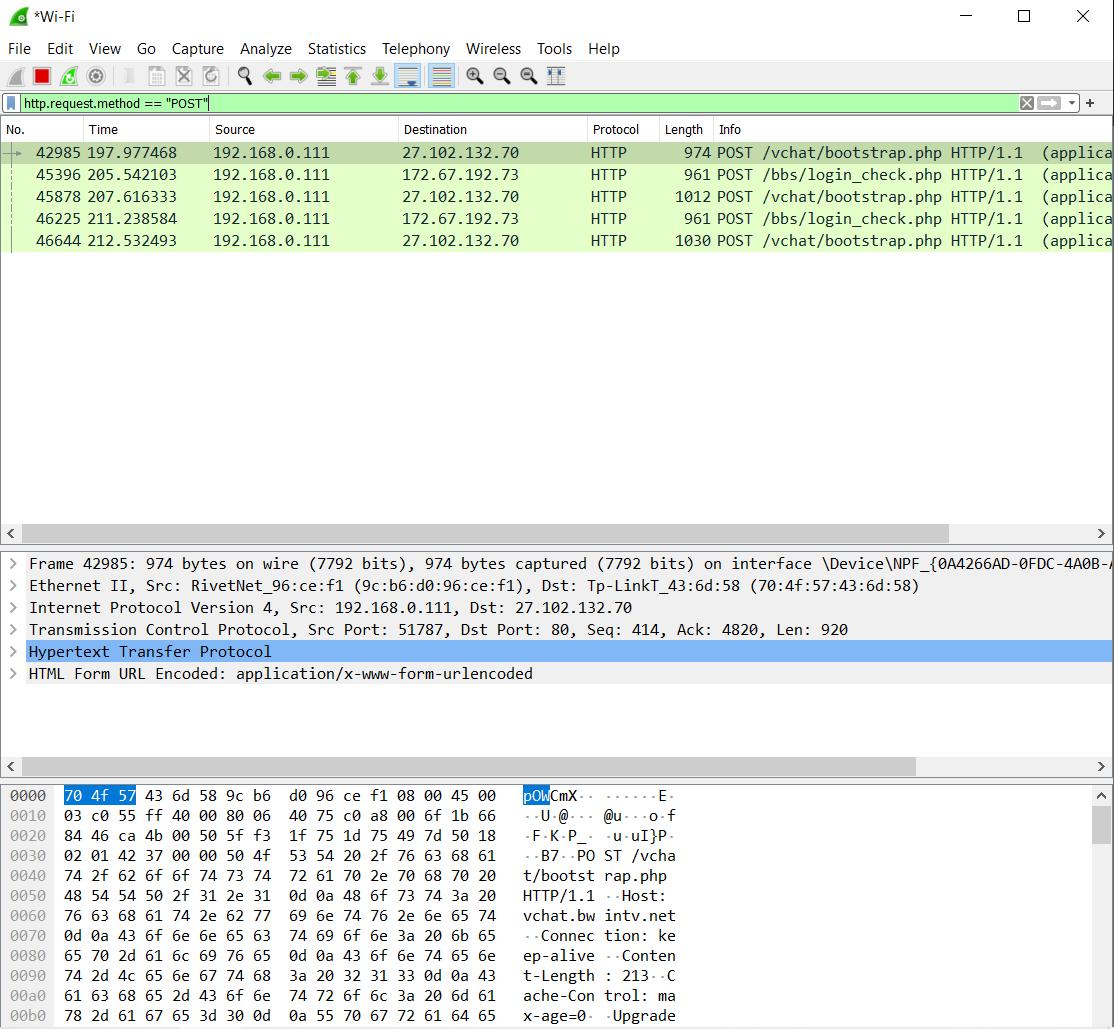 *Wi-Fi
File Edit View Go Capture Analyze Statistics Telephony Wireless Tools Help
http.request.method == "POST"
No. Time Source Destination Protocol Length Info
42985 197.977468 192.168.0.111 27.102.132.70 HTTP 974 POST /vchat/bootstrap.php HTTP/1.1 (applica
45396 205.542103 192.168.0.111 172.67.192.73 HTTP 961 POST /bbs/login_check.php HTTP/1.1 (applica
45878 207.616333 192.168.0.111 27.102.132.70 HTTP 1012 POST /vchat/bootstrap.php HTTP/1.1 (applica
46225 211.238584 192.168.0.111 172.67.192.73 HTTP 961 POST /bbs/login_check.php HTTP/1.1 (applica
46644 212.532493 192.168.0.111 27.102.132.70 HTTP 1030 POST /vchat/bootstrap.php HTTP/1.1 (applica
Frame 42985: 974 bytes on wire (7792 bits), 974 bytes captured (7792 bits) on interface \Device\NPF_{0A4266AD-0FDC-4A0B-A
Ethernet II, Src: RivetNet_96:ce:f1 (9c:b6:d0:96:ce:f1), Dst: Tp-LinkT_43:6d:58 (70:4f:57:43:6d:58)
Internet Protocol Version 4, Src: 192.168.0.111, Dst: 27.102.132.70
Transmission Control Protocol, Src Port: 51787, Dst Port: 80, Seq: 414, Ack: 4820, Len: 920
Hypertext Transfer Protocol
HTML Form URL Encoded: application/x-www-form-urlencoded
0000 70 4f 57 43 6d 58 9c b6 d0 96 ce f1 08 00 45 00 pOWCmX·· ······E·
0010 03 c0 55 ff 40 00 80 06 40 75 c0 a8 00 6f 1b 66 ··U·@··· @u···o·f
0020 84 46 ca 4b 00 50 5f f3 1f 75 1d 75 49 7d 50 18 ·F·K·P_· ·u·uI}P·
0030 02 01 42 37 00 00 50 4f 53 54 20 2f 76 63 68 61 ··B7··PO ST /vcha
0040 74 2f 62 6f 6f 74 73 74 72 61 70 2e 70 68 70 20 t/bootst rap.php
0050 48 54 54 50 2f 31 2e 31 0d 0a 48 6f 73 74 3a 20 HTTP/1.1 ··Host:
0060 76 63 68 61 74 2e 62 77 69 6e 74 76 2e 6e 65 74 vchat.bw intv.net
0070 0d 0a 43 6f 6e 6e 65 63 74 69 6f 6e 3a 20 6b 65 ··Connec tion: ke
0080 65 70 2d 61 6c 69 76 65 0d 0a 43 6f 6e 74 65 6e ep-alive ··Conten
0090 74 2d 4c 65 6e 67 74 68 3a 20 32 31 33 0d 0a 43 t-Length : 213··C
00a0 61 63 68 65 2d 43 6f 6e 74 72 6f 6c 3a 20 6d 61 ache-Con trol: ma
00b0 78 2d 61 67 65 3d 30 0d 0a 55 70 67 72 61 64 65 x-age=0· ·Upgrade